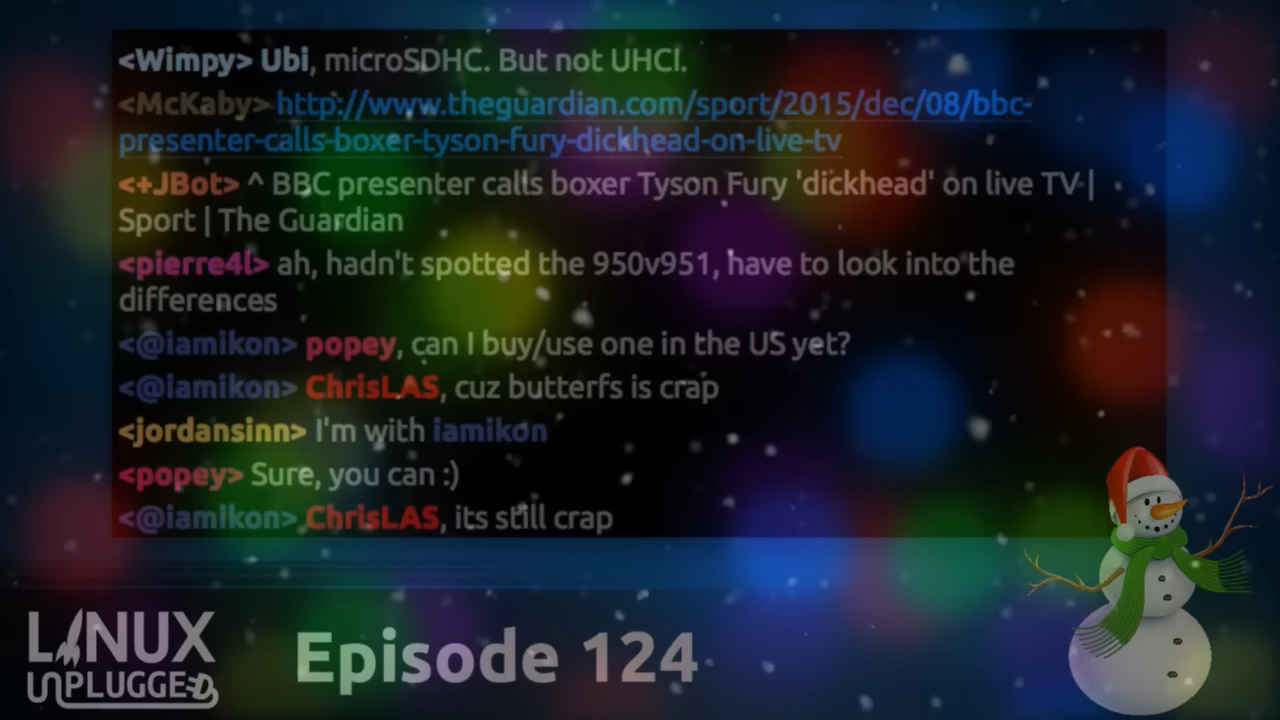 <Wimpy> Ubi, microSDHC. But not UHCI.
<McKaby> http://www.theguardian.com/sport/2015/dec/08/bbc-
presenter-calls-boxer-tyson-fury-dickhead-on-live-tv
<+JBot> ^ BBC presenter calls boxer Tyson Fury 'dickhead' on live TV |
Sport | The Guardian
<pierre4l> ah, hadn't spotted the 950v951, have to look into the
differences
<@iamikon> popey, can I buy/use one in the US yet?
<@iamikon> ChrisLAS, cuz butterfs is crap
<jordansinn> I'm with iamikon
<popey> Sure, you can :)
<@iamikon> ChrisLAS, its still crap
LINUX
UNPLUGGED
Episode 124